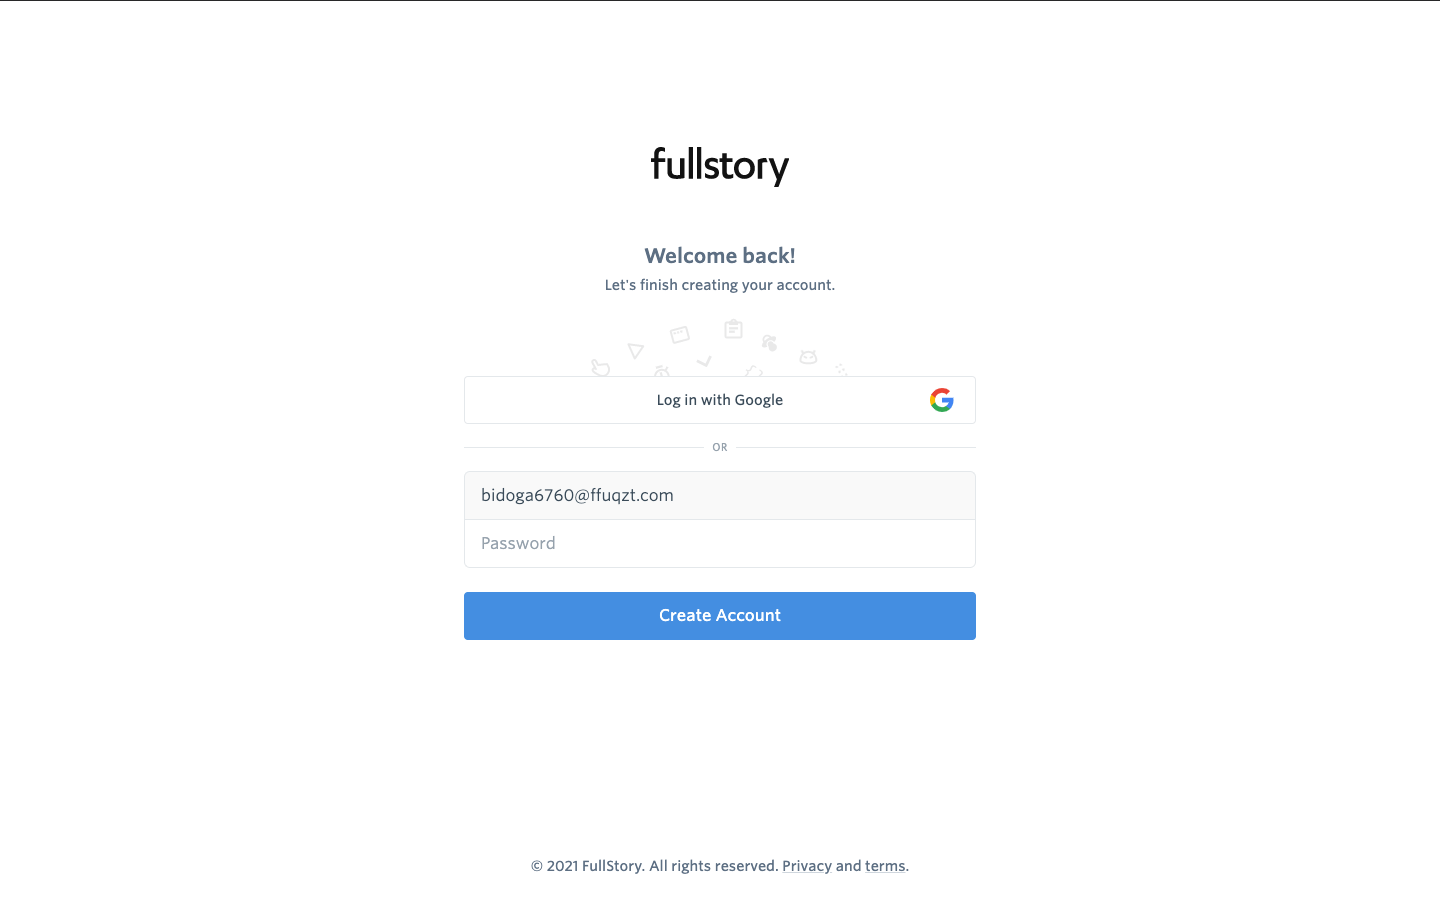 fullstory
Welcome back!
Let's finish creating your account.
Log in with Google
OR
bidoga6760@ffuqzt.com
Password
Create Account
© 2021 FullStory. All rights reserved. Privacy and terms.